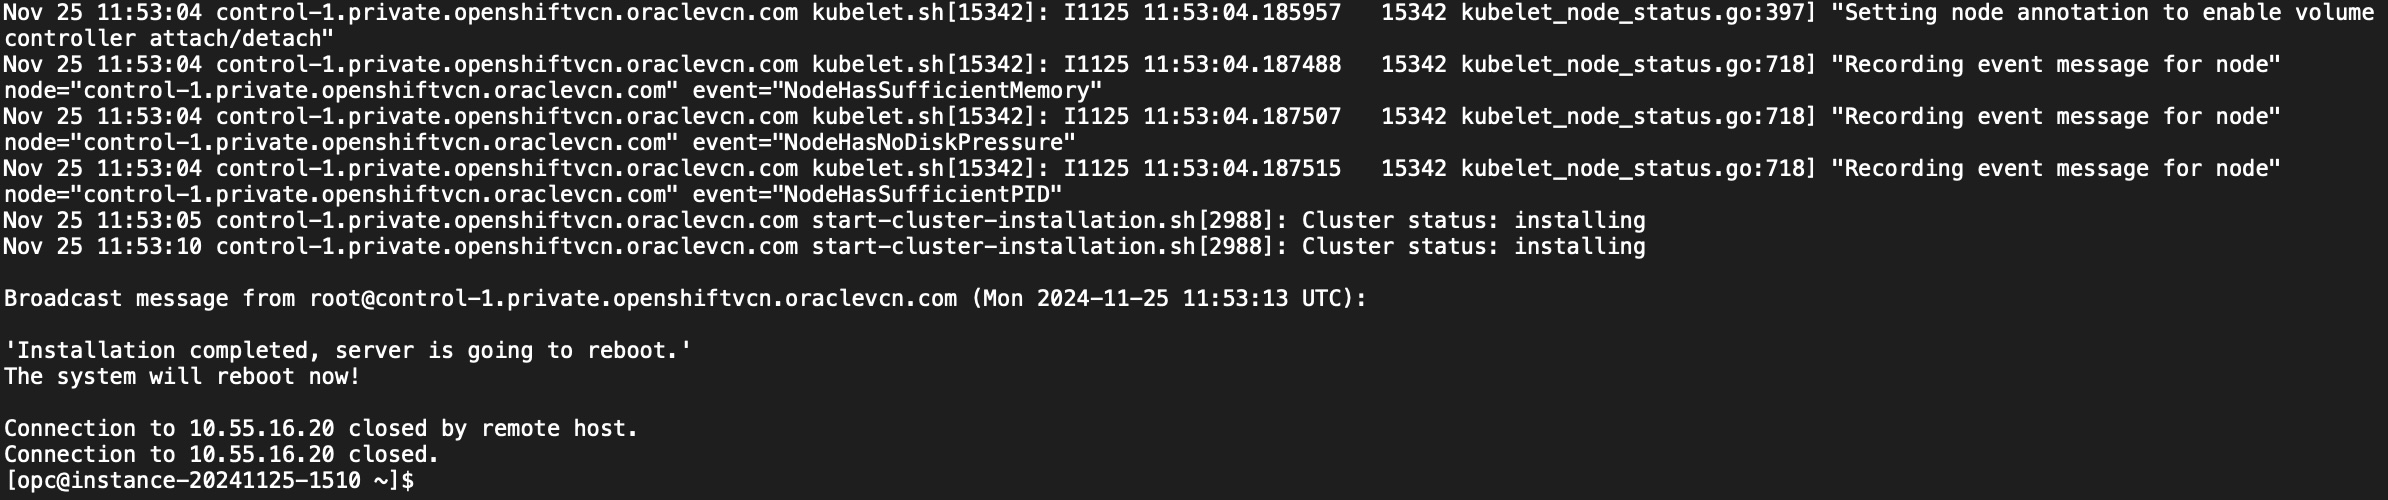 Nov 25 11:53:04 control-1.private.openshiftvcn.oraclevcn.com kubelet.sh[15342]: I1125 11:53:04.185957   15342 kubelet_node_status.go:397] "Setting node annotation to enable volume
controller attach/detach"
Nov 25 11:53:04 control-1.private.openshiftvcn.oraclevcn.com kubelet.sh[15342]: I1125 11:53:04.187488   15342 kubelet_node_status.go:718] "Recording event message for node"
node="control-1.private.openshiftvcn.oraclevcn.com" event="NodeHasSufficientMemory"
Nov 25 11:53:04 control-1.private.openshiftvcn.oraclevcn.com kubelet.sh[15342]: I1125 11:53:04.187507   15342 kubelet_node_status.go:718] "Recording event message for node"
node="control-1.private.openshiftvcn.oraclevcn.com" event="NodeHasNoDiskPressure"
Nov 25 11:53:04 control-1.private.openshiftvcn.oraclevcn.com kubelet.sh[15342]: I1125 11:53:04.187515   15342 kubelet_node_status.go:718] "Recording event message for node"
node="control-1.private.openshiftvcn.oraclevcn.com" event="NodeHasSufficientPID"
Nov 25 11:53:05 control-1.private.openshiftvcn.oraclevcn.com start-cluster-installation.sh[2988]: Cluster status: installing
Nov 25 11:53:10 control-1.private.openshiftvcn.oraclevcn.com start-cluster-installation.sh[2988]: Cluster status: installing
Broadcast message from root@control-1.private.openshiftvcn.oraclevcn.com (Mon 2024-11-25 11:53:13 UTC):
'Installation completed, server is going to reboot.'
The system will reboot now!
Connection to 10.55.16.20 closed by remote host.
Connection to 10.55.16.20 closed.
[opc@instance-20241125-1510 ~]$